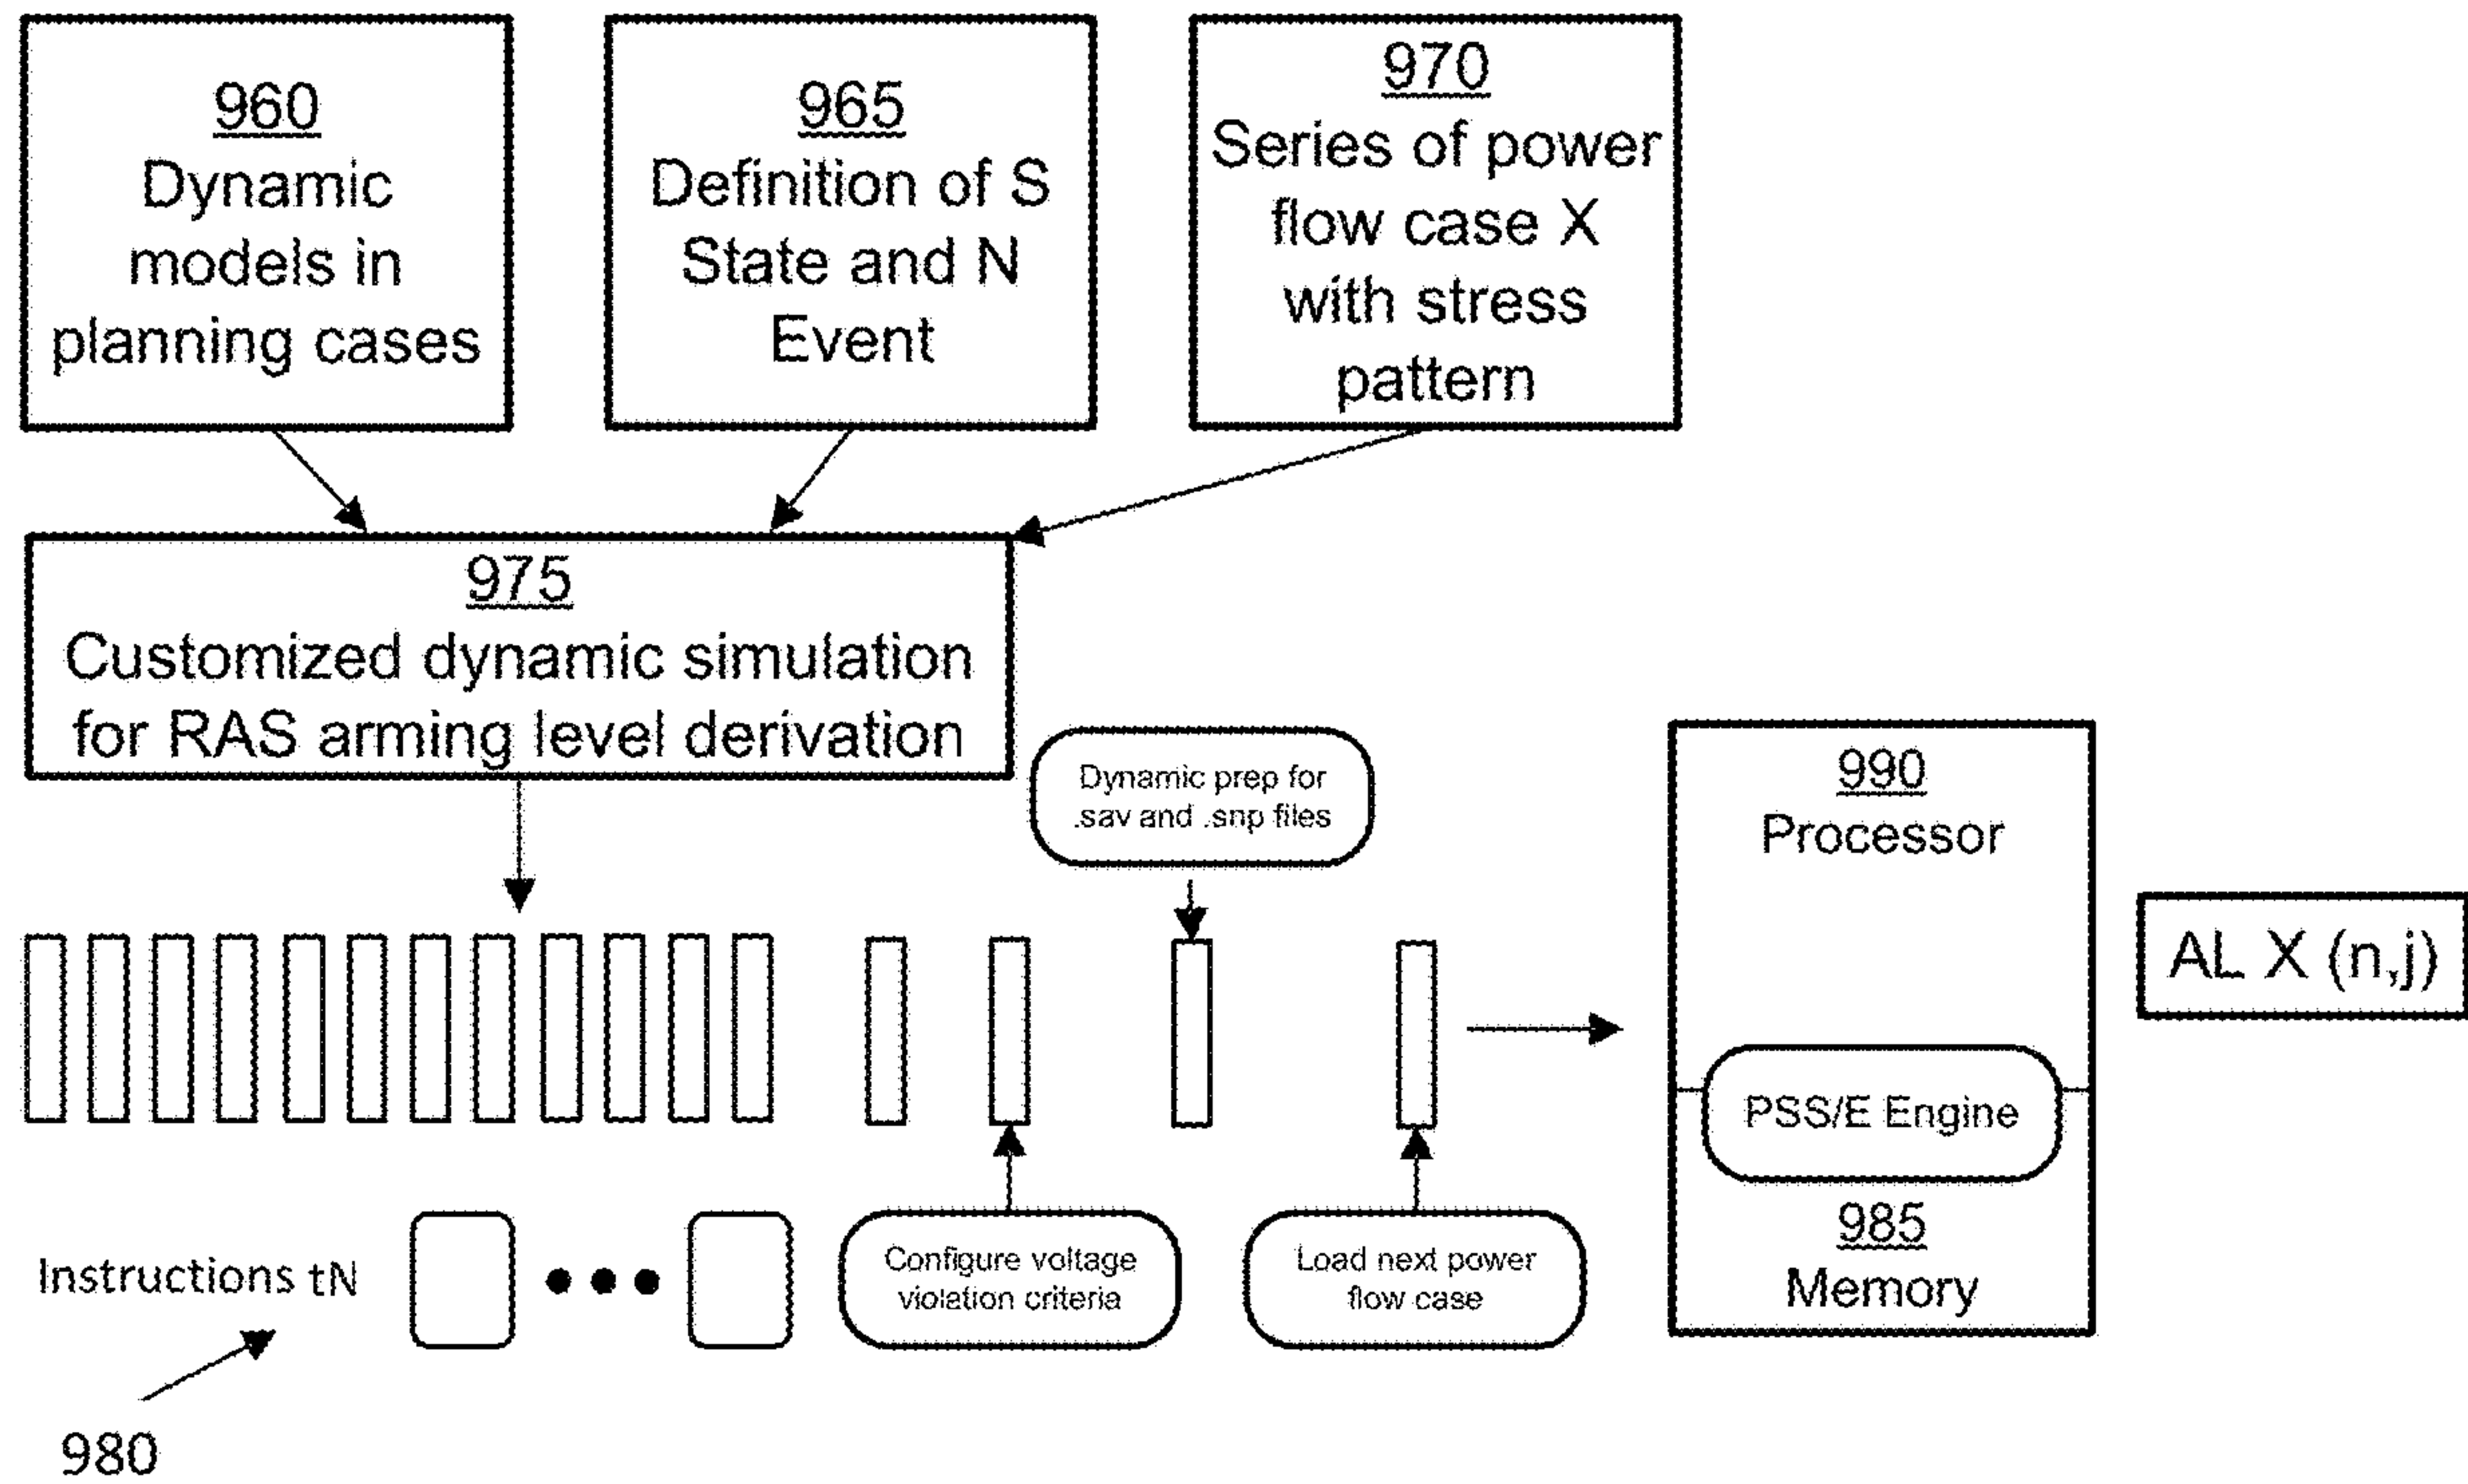 960
Dynamic
models in
planning cases
965
Definition of S
State and N
Event
970
Series of power
flow case X
with stress
pattern
975
Customized dynamic simulation
for RAS arming level derivation
Dynamic prep for
.sav and .snp files
990
Processor
AL X (n,j)
PSS/E Engine
985
Memory
Instructions tN
Configure voltage
violation criteria
Load next power
flow case
980